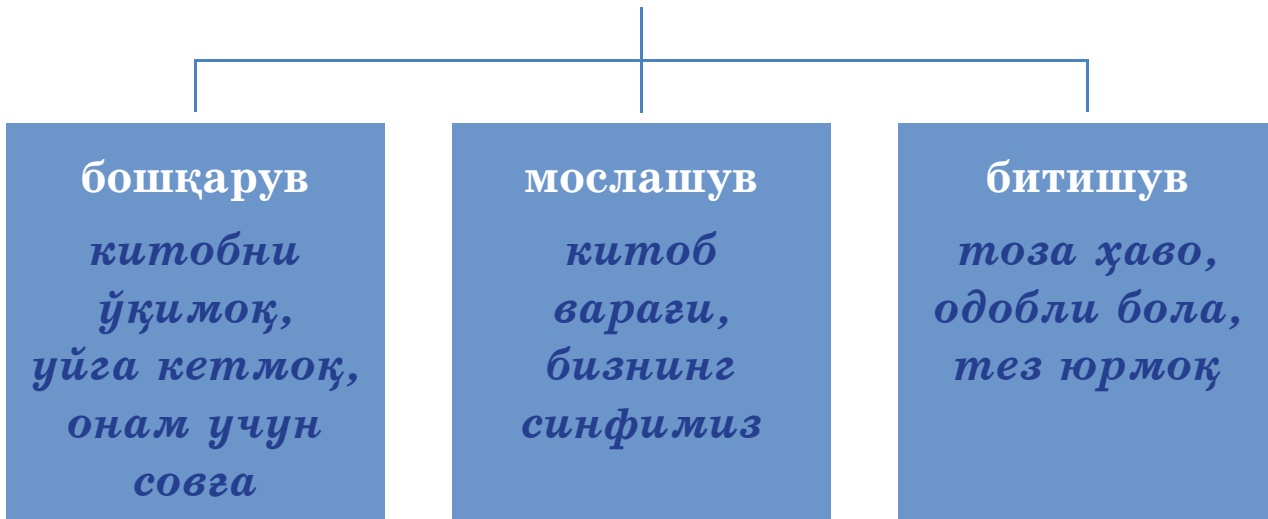 бошқарув
китобни
ўқимоқ,
уйга кетмоқ,
онам учун
совға
мослашув
китоб
варағи,
бизнинг
синфимиз
битишув
тоза ҳаво,
одобли бола,
тез юрмоқ